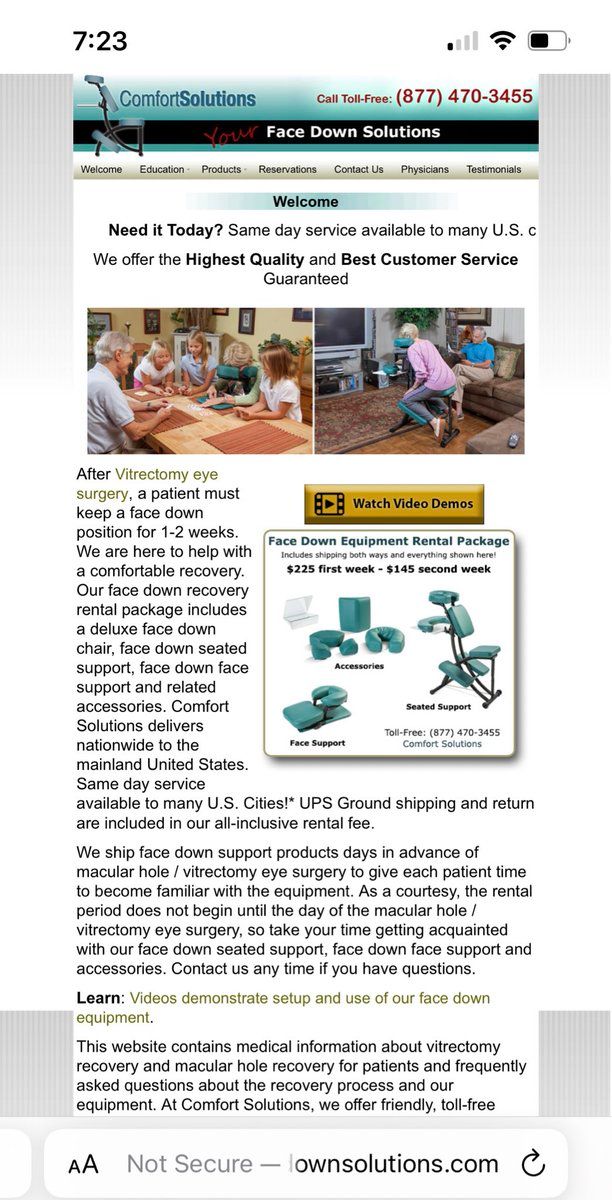 7:23
ComfortSolutions
Call Toll-Free: (877) 470-3455
Your Face Down Solutions
Welcome Education Products Reservations Contact Us Physicians Testimonials
Welcome
Need it Today? Same day service available to many U.S. c
We offer the Highest Quality and Best Customer Service
Guaranteed
After Vitrectomy eye
surgery, a patient must
keep a face down
position for 1-2 weeks.
We are here to help with
a comfortable recovery.
Our face down recovery
rental package includes
a deluxe face down
chair, face down seated
support, face down face
support and related
accessories. Comfort
Solutions delivers
nationwide to the
mainland United States.
Same day service
available to many U.S. Cities!* UPS Ground shipping and return
are included in our all-inclusive rental fee.
Watch Video Demos
Face Down Equipment Rental Package
Includes shipping both ways and everything shown here!
$225 first week - $145 second week
Accessories
Seated Support
Face Support
Toll-Free: (877) 470-3455
Comfort Solutions
We ship face down support products days in advance of
macular hole / vitrectomy eye surgery to give each patient time
to become familiar with the equipment. As a courtesy, the rental
period does not begin until the day of the macular hole /
vitrectomy eye surgery, so take your time getting acquainted
with our face down seated support, face down face support and
accessories. Contact us any time if you have questions.
Learn: Videos demonstrate setup and use of our face down
equipment.
This website contains medical information about vitrectomy
recovery and macular hole recovery for patients and frequently
asked questions about the recovery process and our
equipment. At Comfort Solutions, we offer friendly, toll-free
AA Not Secure — lownsolutions.com